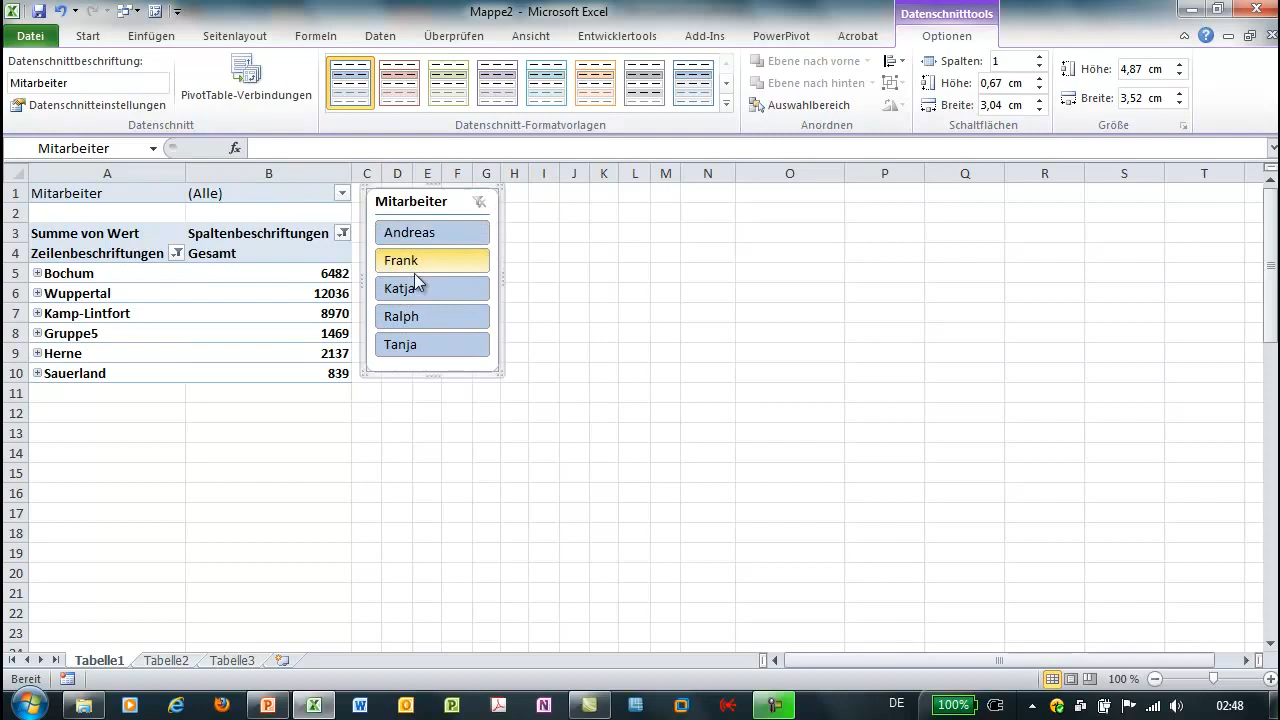 Mappe2 - Microsoft Excel
Datenschnitttools
Datei Start Einfügen Seitenlayout Formeln Daten Überprüfen Ansicht Entwicklertools Add-Ins PowerPivot Acrobat Optionen
Datenschnittbeschriftung:
Mitarbeiter
Datenschnitteinstellungen
PivotTable-Verbindungen
Datenschnitt
Datenschnitt-Formatvorlagen
Ebene nach vorne
Ebene nach hinten
Auswahlbereich
Anordnen
Spalten: 1
Höhe: 0,67 cm
Breite: 3,04 cm
Schaltflächen
Höhe: 4,87 cm
Breite: 3,52 cm
Größe
Mitarbeiter fx
A B C D E F G H I J K L M N O P Q R S T
1 Mitarbeiter (Alle)
2
3 Summe von Wert Spaltenbeschriftungen
4 Zeilenbeschriftungen Gesamt
5 Bochum 6482
6 Wuppertal 12036
7 Kamp-Lintfort 8970
8 Gruppe5 1469
9 Herne 2137
10 Sauerland 839
11
12
13
14
15
16
17
18
19
20
21
22
23
Mitarbeiter
Andreas
Frank
Katja
Ralph
Tanja
Tabelle1 Tabelle2 Tabelle3
Bereit 100 %
DE 100% 02:48